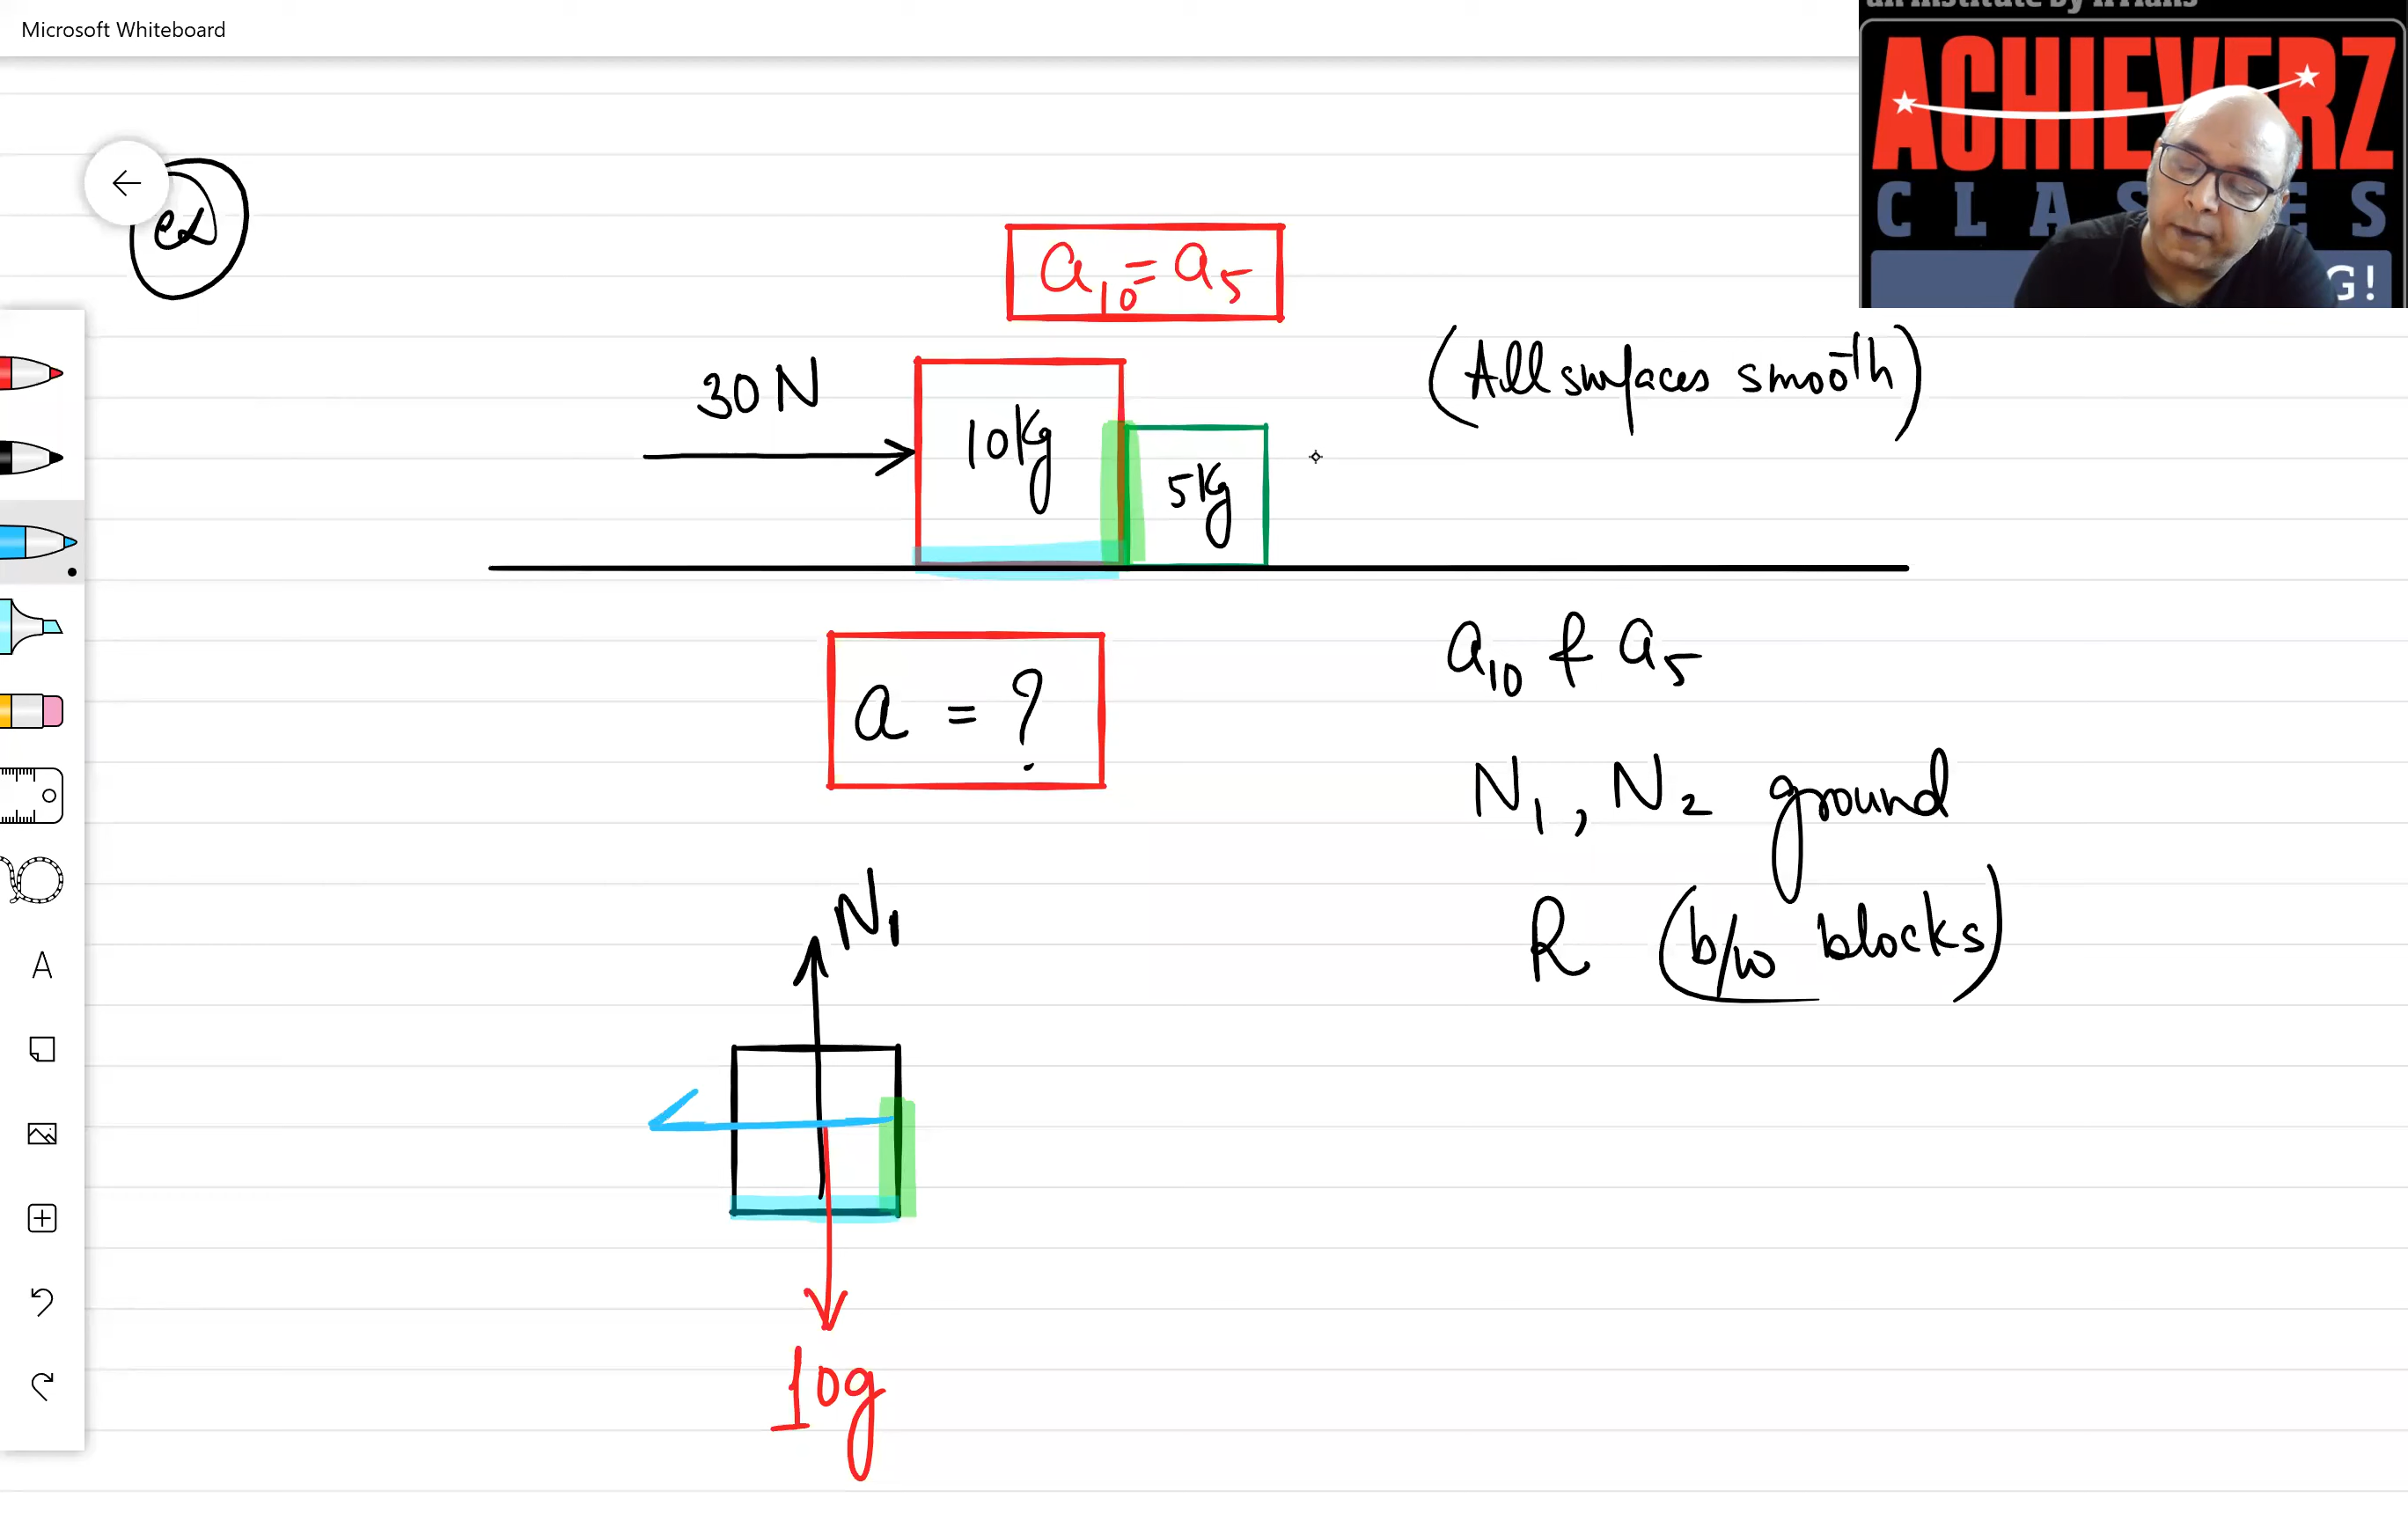 Microsoft Whiteboard
ACHIEVERZ
CLASSES
G!
ex
a₁₀ = a₅
(All surfaces smooth)
30N
10kg
5kg
a = ?
a₁₀ & a₅
N₁, N₂ ground
R (b/w blocks)
N₁
10g
A